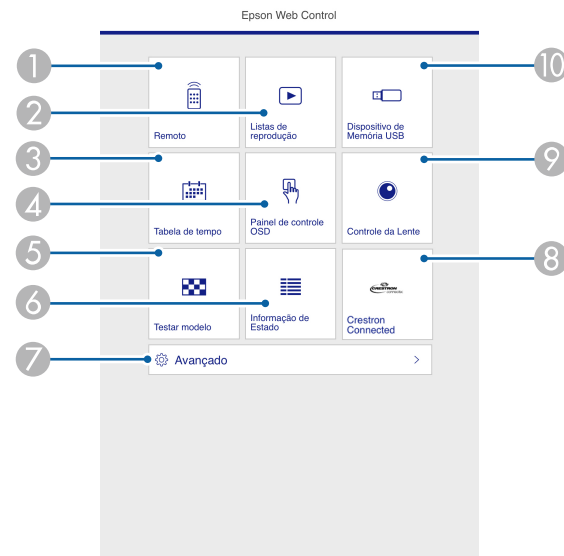 Epson Web Control
1
2
3
4
5
6
7
8
9
10
Remoto
Listas de
reprodução
Dispositivo de
Memória USB
Tabela de tempo
Painel de controle
OSD
Controle da Lente
Testar modelo
Informação de
Estado
CRESTRON
Crestron
Connected
Avançado